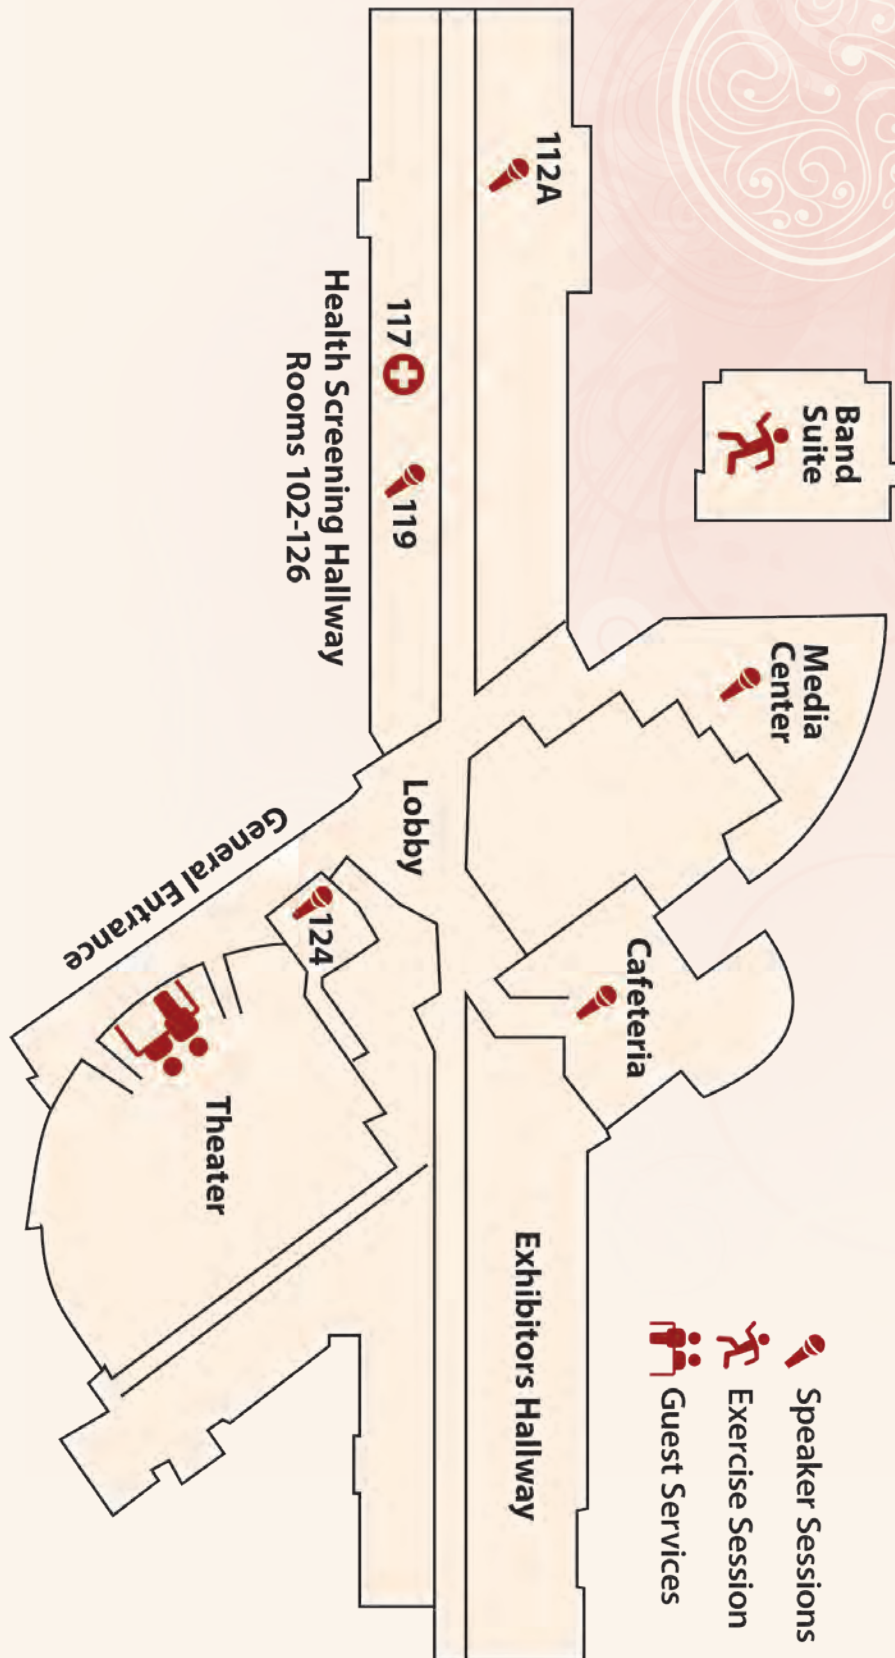 Band
Suite
Media
Center
Speaker Sessions
Exercise Session
Guest Services
112A
Cafeteria
Exhibitors Hallway
117
119
Lobby
Health Screening Hallway
Rooms 102-126
124
General Entrance
Theater